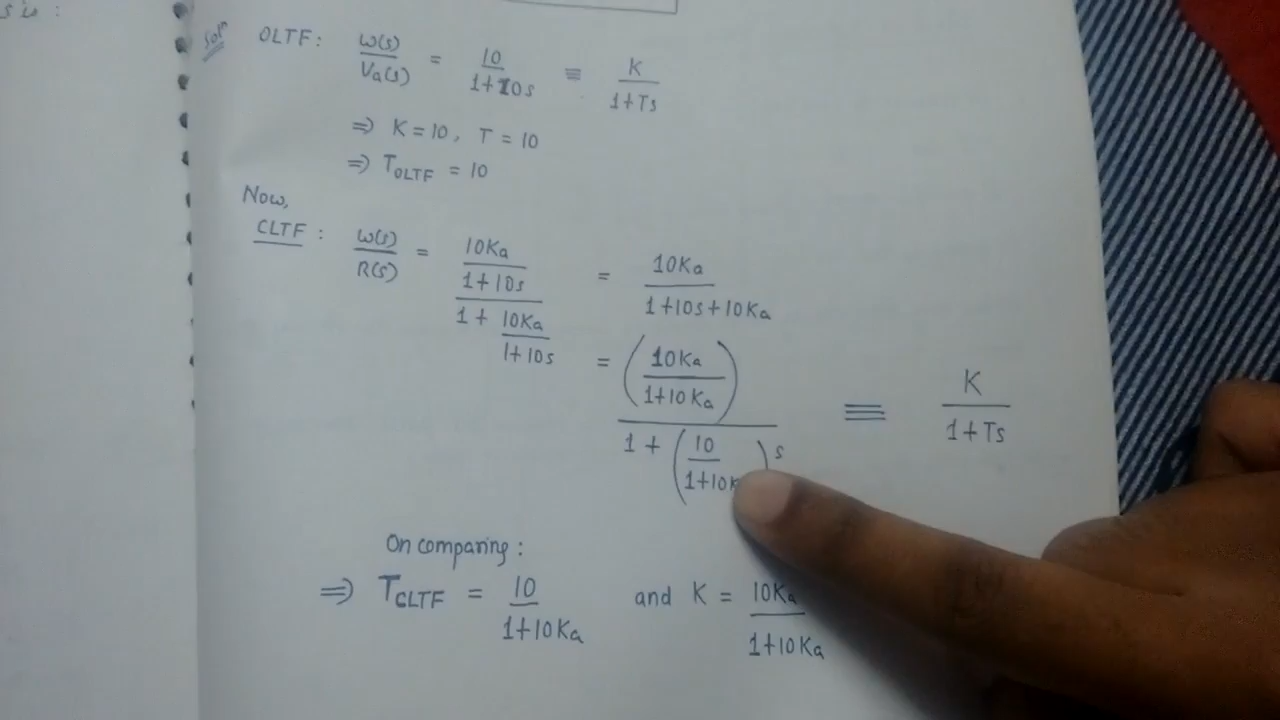 s is :
Solⁿ OLTF: W(s)/Va(s) = 10/1+10s ≡ K/1+Ts
⇒ K = 10, T = 10
⇒ T_OLTF = 10
Now,
CLTF : W(s)/R(s) = (10Ka/1+10s)/(1 + 10Ka/1+10s) = 10Ka/1+10s+10Ka
= (10Ka/1+10Ka)/(1 + (10/1+10K)s) ≡ K/1+Ts
On comparing :
⇒ T_CLTF = 10/1+10Ka and K = 10Ka/1+10Ka